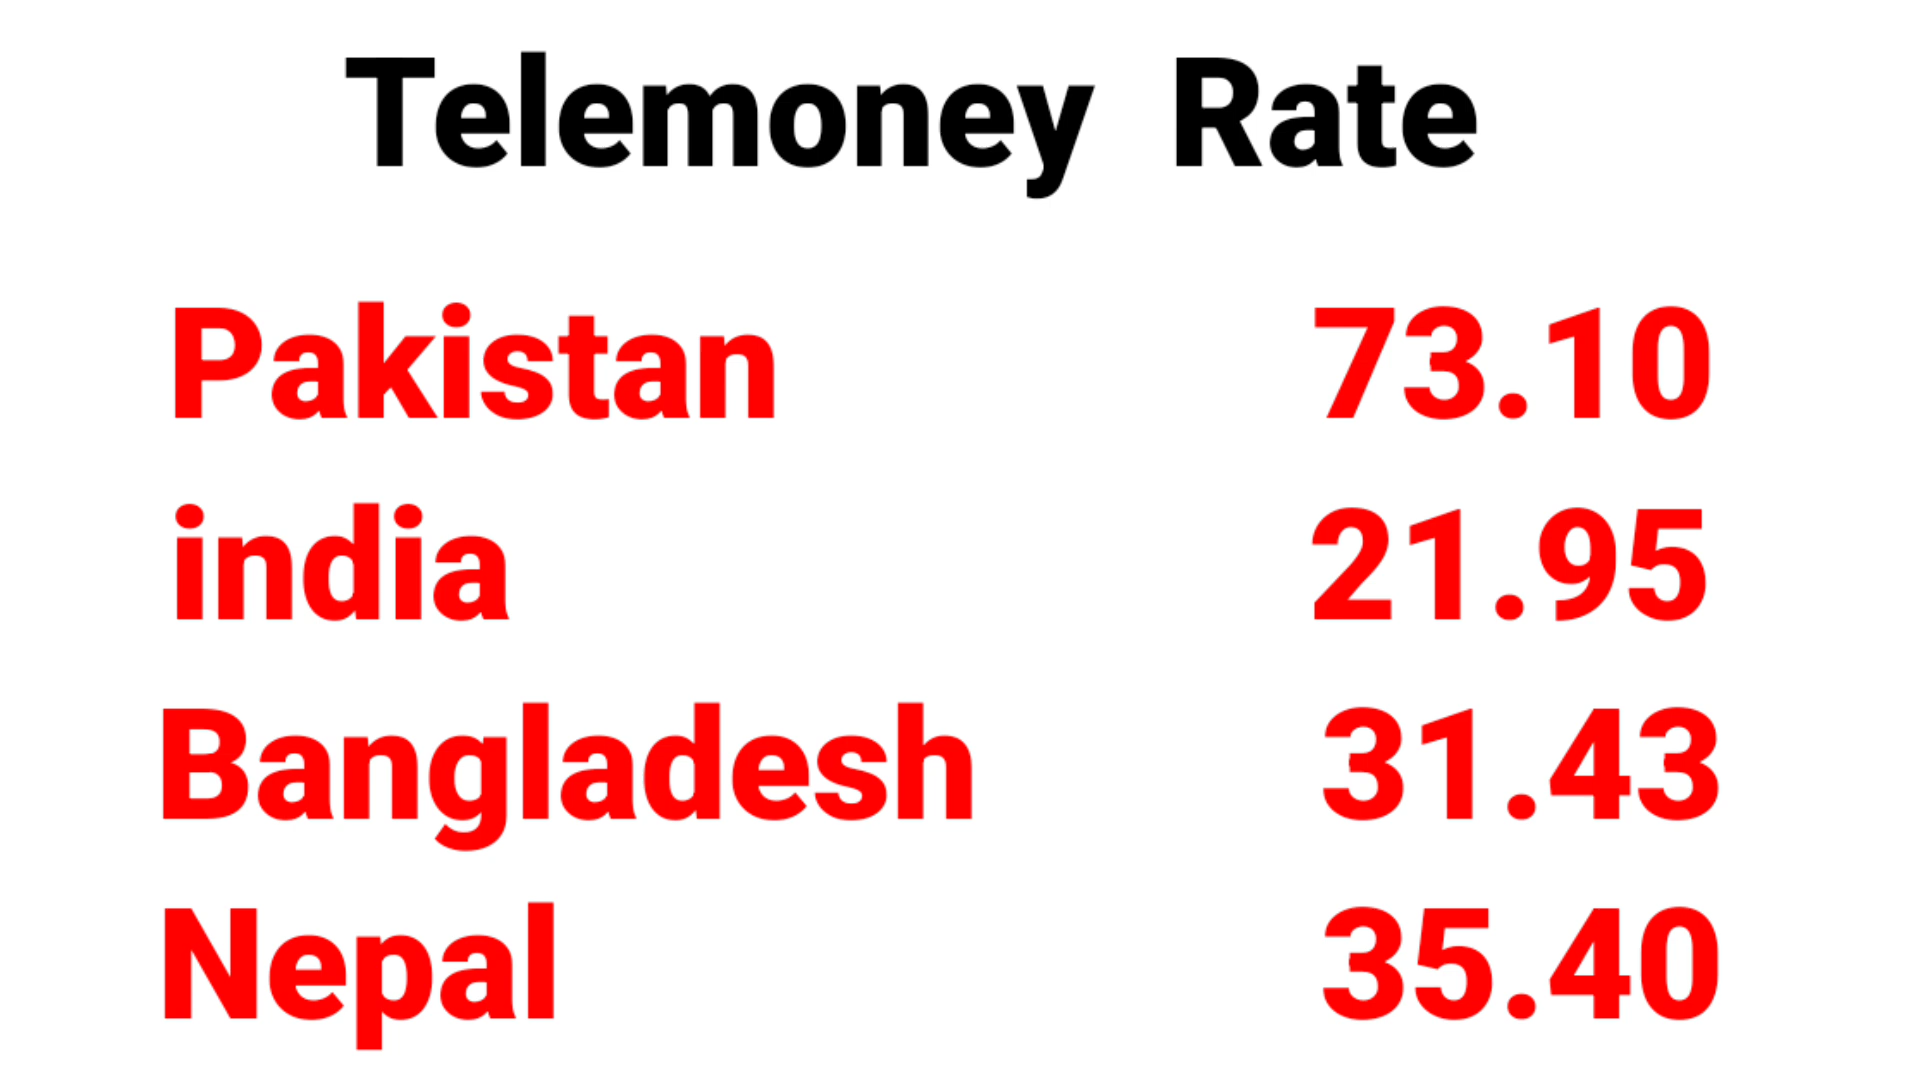 Telemoney Rate
Pakistan 73.10
india 21.95
Bangladesh 31.43
Nepal 35.40